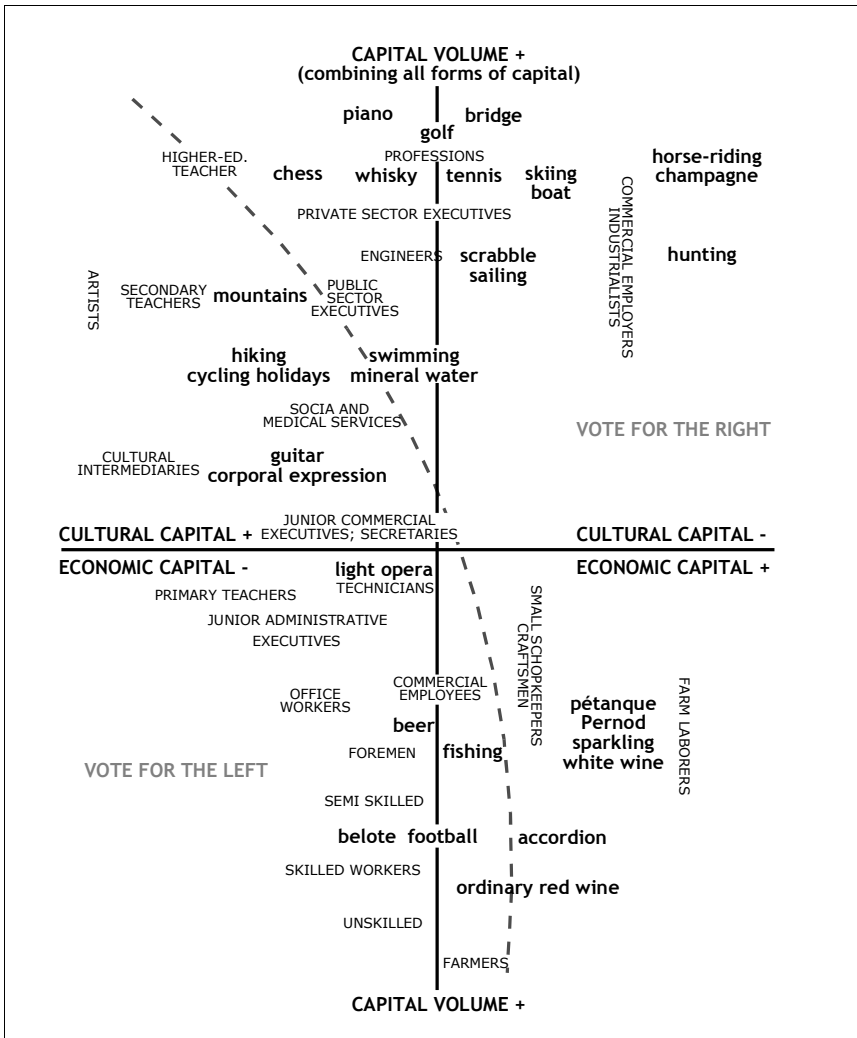 CAPITAL VOLUME +
(combining all forms of capital)
piano
bridge
golf
PROFESSIONS
HIGHER-ED.
TEACHER
chess
whisky
tennis
skiing
boat
horse-riding
champagne
PRIVATE SECTOR EXECUTIVES
COMMERCIAL EMPLOYERS
INDUSTRIALISTS
ENGINEERS
scrabble
sailing
hunting
ARTISTS
SECONDARY
TEACHERS
mountains
PUBLIC
SECTOR
EXECUTIVES
hiking
cycling holidays
swimming
mineral water
SOCIA AND
MEDICAL SERVICES
VOTE FOR THE RIGHT
CULTURAL
INTERMEDIARIES
guitar
corporal expression
JUNIOR COMMERCIAL
EXECUTIVES; SECRETARIES
CULTURAL CAPITAL +
CULTURAL CAPITAL -
ECONOMIC CAPITAL -
ECONOMIC CAPITAL +
light opera
TECHNICIANS
PRIMARY TEACHERS
JUNIOR ADMINISTRATIVE
EXECUTIVES
SMALL SCHOPKEEPERS
CRAFTSMEN
COMMERCIAL
EMPLOYEES
OFFICE
WORKERS
pétanque
Pernod
sparkling
white wine
FARM LABORERS
beer
FOREMEN
fishing
VOTE FOR THE LEFT
SEMI SKILLED
belote football
accordion
SKILLED WORKERS
ordinary red wine
UNSKILLED
FARMERS
CAPITAL VOLUME +